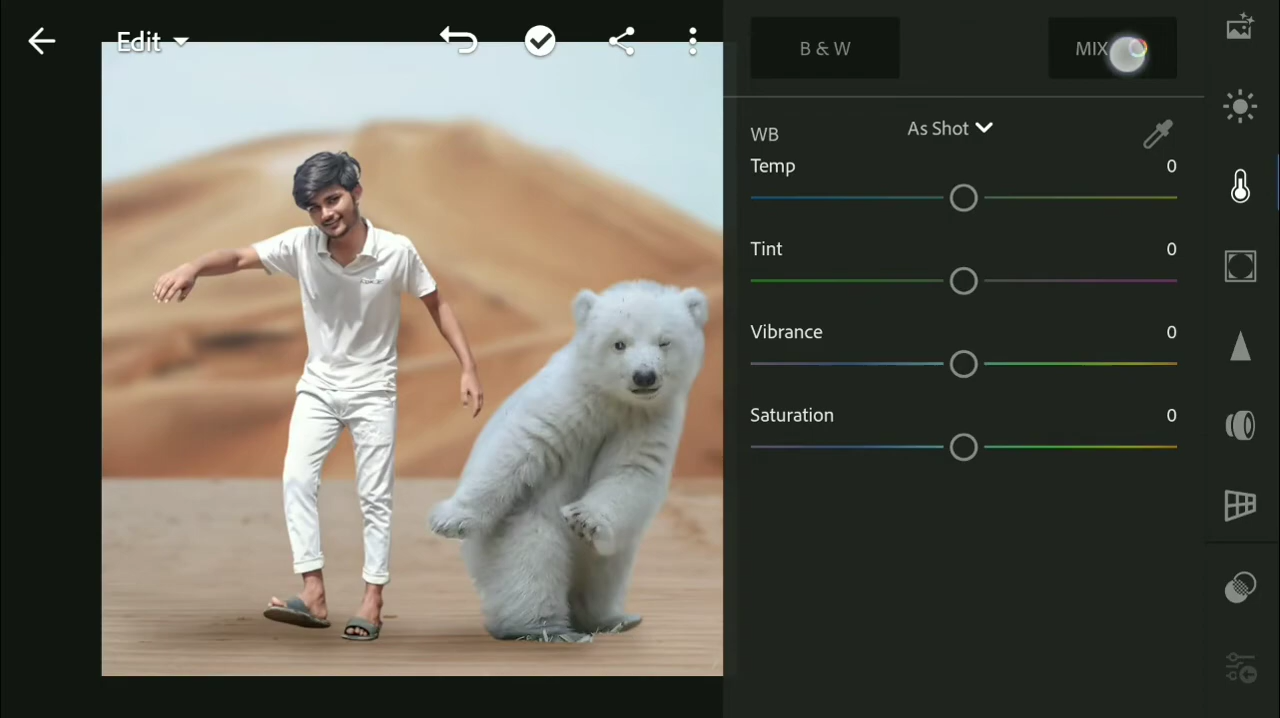 Edit
B & W
MIX
WB
As Shot
Temp
0
Tint
0
Vibrance
0
Saturation
0